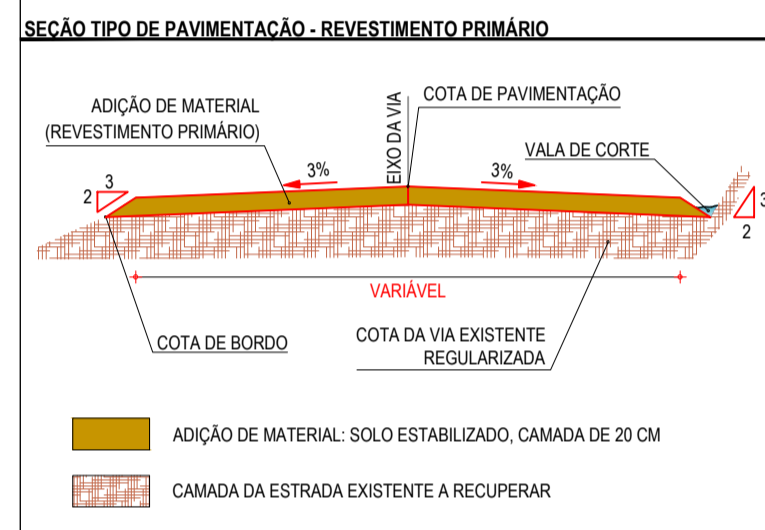 SEÇÃO TIPO DE PAVIMENTAÇÃO - REVESTIMENTO PRIMÁRIO
ADIÇÃO DE MATERIAL
(REVESTIMENTO PRIMÁRIO)
EIXO DA VIA
COTA DE PAVIMENTAÇÃO
VALA DE CORTE
3%
3%
3
2
3
2
VARIÁVEL
COTA DE BORDO
COTA DA VIA EXISTENTE
REGULARIZADA
ADIÇÃO DE MATERIAL: SOLO ESTABILIZADO, CAMADA DE 20 CM
CAMADA DA ESTRADA EXISTENTE A RECUPERAR